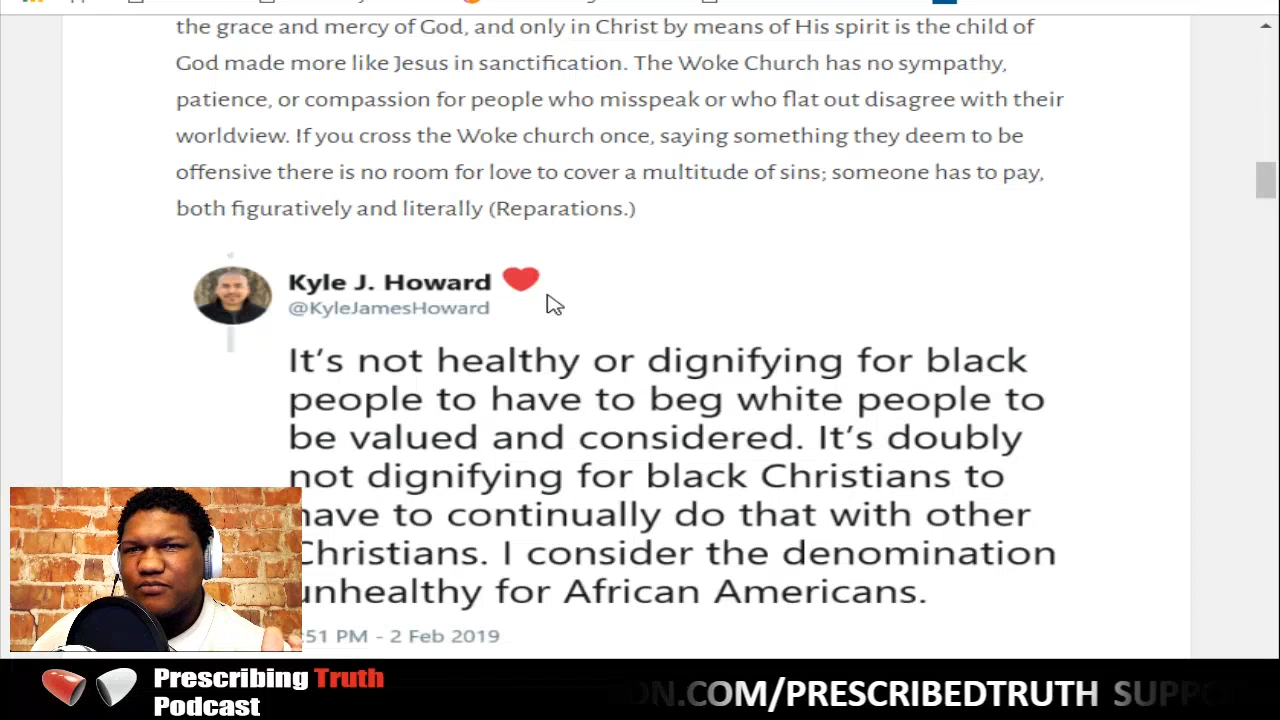 the grace and mercy of God, and only in Christ by means of His spirit is the child of
God made more like Jesus in sanctification. The Woke Church has no sympathy,
patience, or compassion for people who misspeak or who flat out disagree with their
worldview. If you cross the Woke church once, saying something they deem to be
offensive there is no room for love to cover a multitude of sins; someone has to pay,
both figuratively and literally (Reparations.)
Kyle J. Howard
@KyleJamesHoward
It's not healthy or dignifying for black
people to have to beg white people to
be valued and considered. It's doubly
not dignifying for black Christians to
have to continually do that with other
Christians. I consider the denomination
unhealthy for African Americans.
:51 PM - 2 Feb 2019
Prescribing Truth
Podcast
ON.COM/PRESCRIBEDTRUTH SUPPO